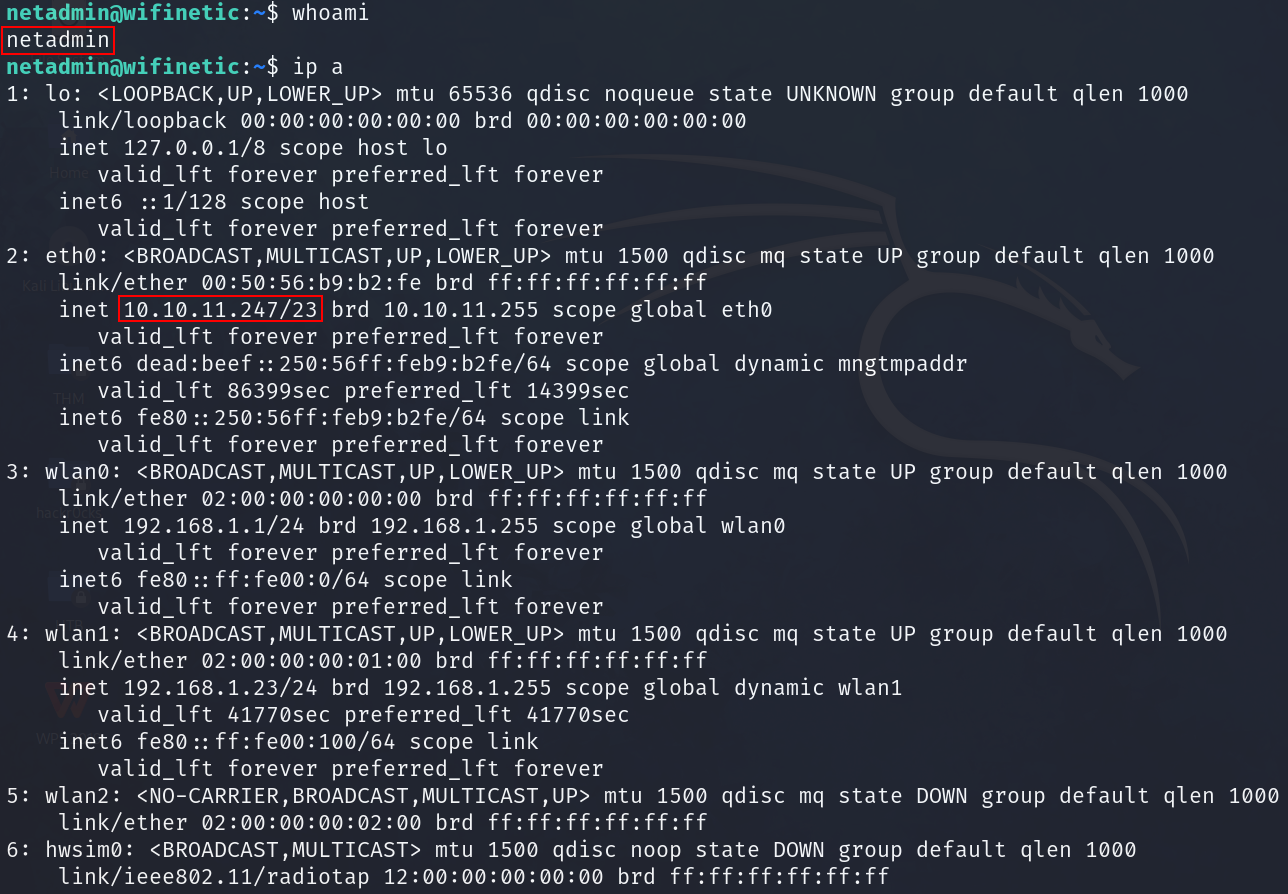 netadmin@wifinetic:~$ whoami
netadmin
netadmin@wifinetic:~$ ip a
1: lo: <LOOPBACK,UP,LOWER_UP> mtu 65536 qdisc noqueue state UNKNOWN group default qlen 1000
    link/loopback 00:00:00:00:00:00 brd 00:00:00:00:00:00
    inet 127.0.0.1/8 scope host lo
       valid_lft forever preferred_lft forever
    inet6 ::1/128 scope host
       valid_lft forever preferred_lft forever
2: eth0: <BROADCAST,MULTICAST,UP,LOWER_UP> mtu 1500 qdisc mq state UP group default qlen 1000
    link/ether 00:50:56:b9:b2:fe brd ff:ff:ff:ff:ff:ff
    inet 10.10.11.247/23 brd 10.10.11.255 scope global eth0
       valid_lft forever preferred_lft forever
    inet6 dead:beef::250:56ff:feb9:b2fe/64 scope global dynamic mngtmpaddr
       valid_lft 86399sec preferred_lft 14399sec
    inet6 fe80::250:56ff:feb9:b2fe/64 scope link
       valid_lft forever preferred_lft forever
3: wlan0: <BROADCAST,MULTICAST,UP,LOWER_UP> mtu 1500 qdisc mq state UP group default qlen 1000
    link/ether 02:00:00:00:00:00 brd ff:ff:ff:ff:ff:ff
    inet 192.168.1.1/24 brd 192.168.1.255 scope global wlan0
       valid_lft forever preferred_lft forever
    inet6 fe80::ff:fe00:0/64 scope link
       valid_lft forever preferred_lft forever
4: wlan1: <BROADCAST,MULTICAST,UP,LOWER_UP> mtu 1500 qdisc mq state UP group default qlen 1000
    link/ether 02:00:00:00:01:00 brd ff:ff:ff:ff:ff:ff
    inet 192.168.1.23/24 brd 192.168.1.255 scope global dynamic wlan1
       valid_lft 41770sec preferred_lft 41770sec
    inet6 fe80::ff:fe00:100/64 scope link
       valid_lft forever preferred_lft forever
5: wlan2: <NO-CARRIER,BROADCAST,MULTICAST,UP> mtu 1500 qdisc mq state DOWN group default qlen 1000
    link/ether 02:00:00:00:02:00 brd ff:ff:ff:ff:ff:ff
6: hwsim0: <BROADCAST,MULTICAST> mtu 1500 qdisc noop state DOWN group default qlen 1000
    link/ieee802.11/radiotap 12:00:00:00:00:00 brd ff:ff:ff:ff:ff:ff
Home
THM